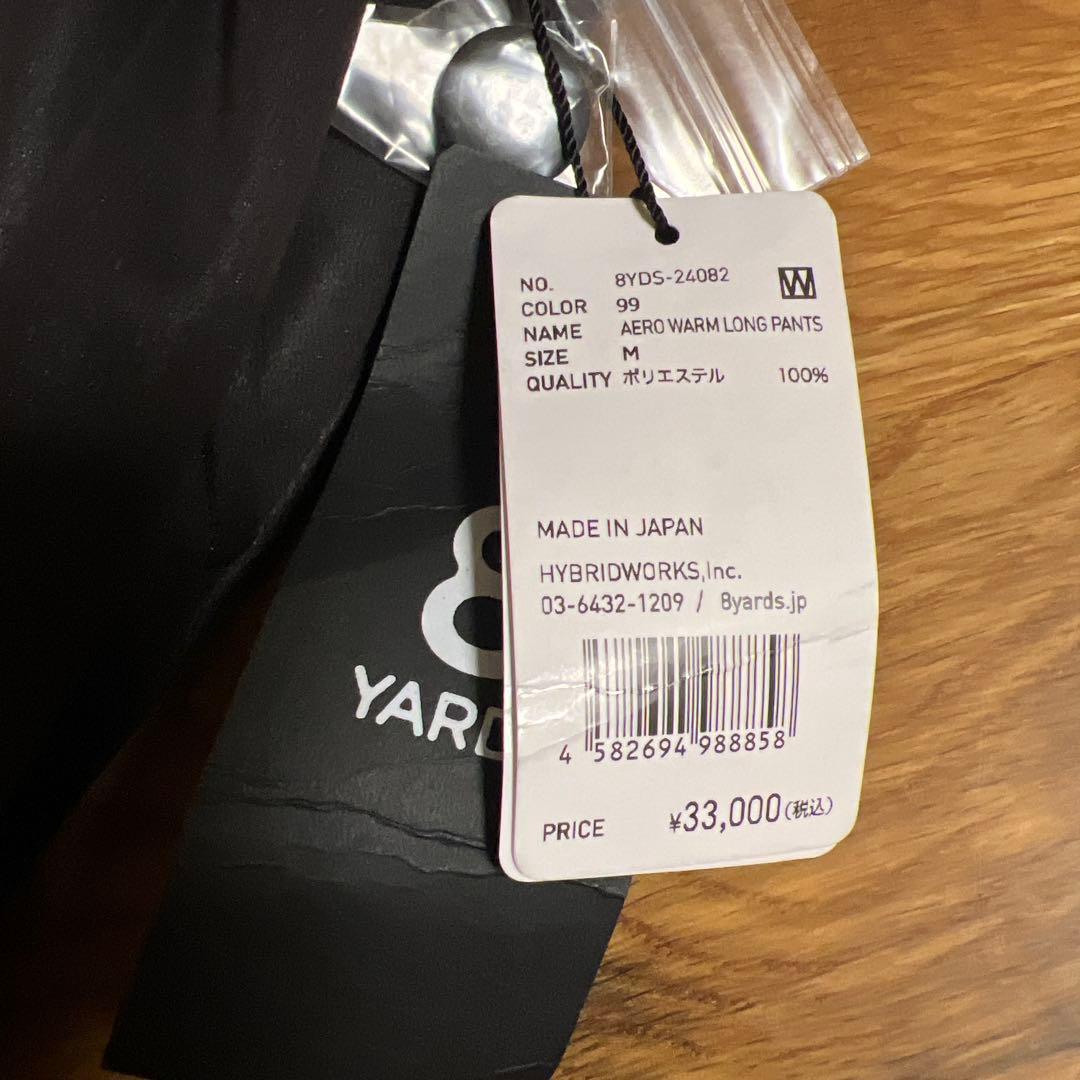 NO. 8YDS-24082 W
COLOR 99
NAME AERO WARM LONG PANTS
SIZE M
QUALITY ポリエステル 100%
MADE IN JAPAN
HYBRIDWORKS,Inc.
03-6432-1209 / 8yards.jp
4 582694 988858
PRICE ¥33,000(税込)
8
YARD